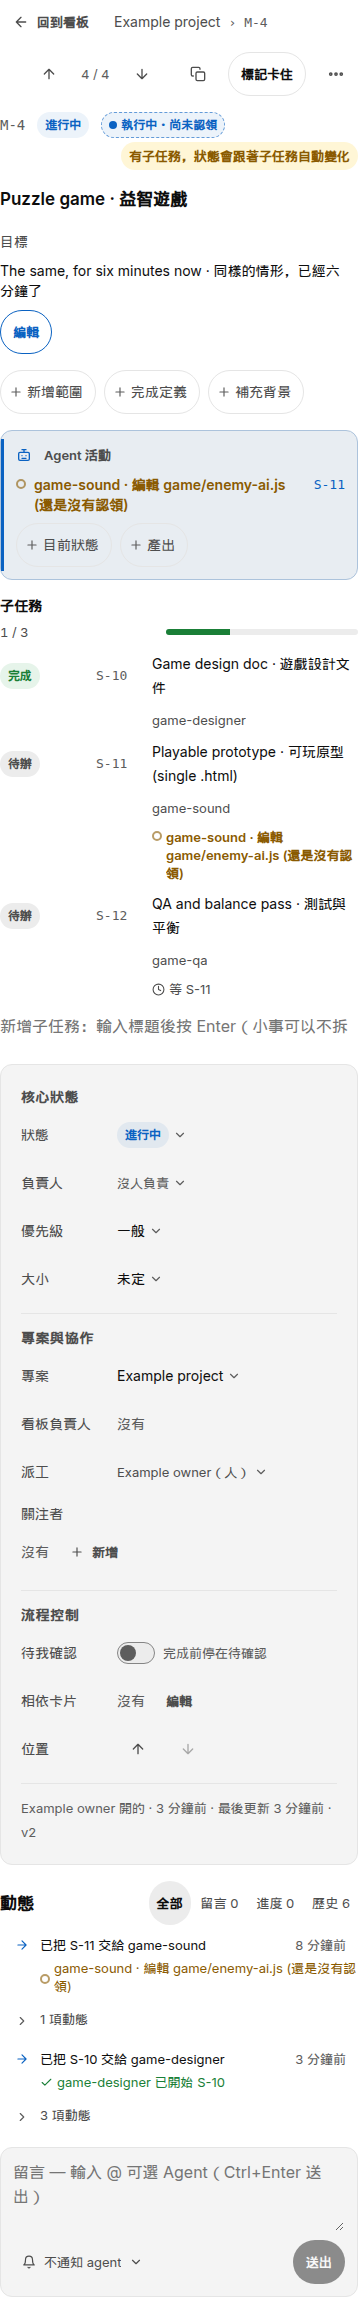 回到看板 Example project › M-4
4 / 4 標記卡住
M-4 進行中 執行中·尚未認領
有子任務，狀態會跟著子任務自動變化
Puzzle game · 益智遊戲
目標
The same, for six minutes now · 同樣的情形，已經六
分鐘了
編輯
新增範圍 完成定義 補充背景
Agent 活動
game-sound · 編輯 game/enemy-ai.js S-11
(還是沒有認領)
目前狀態 產出
子任務
1 / 3
完成 S-10 Game design doc · 遊戲設計文
件
game-designer
待辦 S-11 Playable prototype · 可玩原型
(single .html)
game-sound
game-sound · 編輯
game/enemy-ai.js (還是沒有認
領)
待辦 S-12 QA and balance pass · 測試與
平衡
game-qa
等 S-11
新增子任務：輸入標題後按 Enter（小事可以不拆
核心狀態
狀態 進行中
負責人 沒人負責
優先級 一般
大小 未定
專案與協作
專案 Example project
看板負責人 沒有
派工 Example owner（人）
關注者
沒有 新增
流程控制
待我確認 完成前停在待確認
相依卡片 沒有 編輯
位置
Example owner 開的 · 3 分鐘前 · 最後更新 3 分鐘前 ·
v2
動態 全部 留言 0 進度 0 歷史 6
已把 S-11 交給 game-sound 8 分鐘前
game-sound · 編輯 game/enemy-ai.js (還是沒有認
領)
1 項動態
已把 S-10 交給 game-designer 3 分鐘前
game-designer 已開始 S-10
3 項動態
留言 — 輸入 @ 可選 Agent（Ctrl+Enter 送
出）
不通知 agent 送出